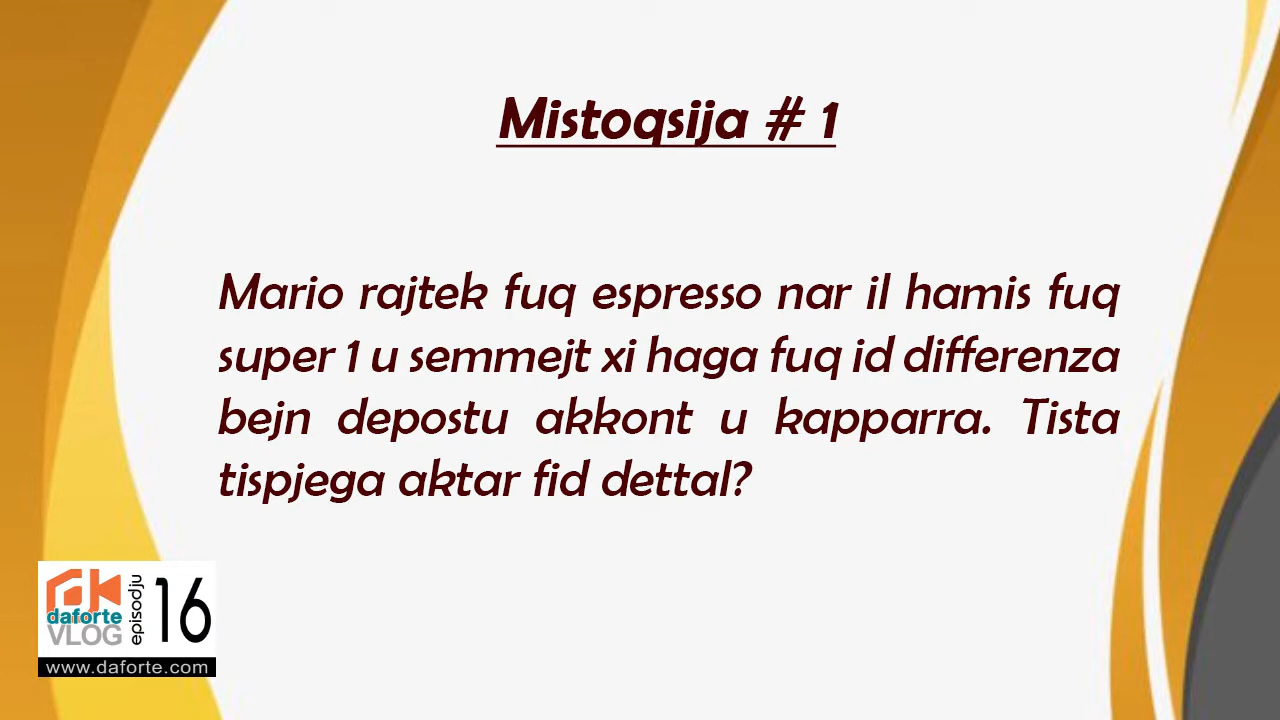 Mistoqsija # 1
Mario rajtek fuq espresso nar il hamis fuq
super 1 u semmejt xi haga fuq id differenza
bejn depostu akkont u kapparra. Tista
tispjega aktar fid dettal?
daforte
VLOG
episodju
16
www.daforte.com